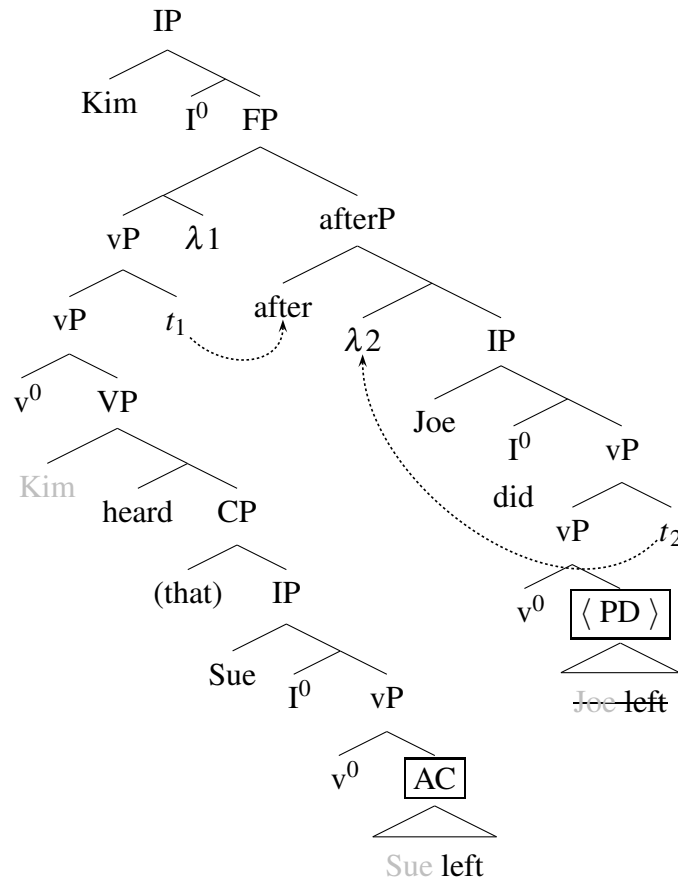 IP
Kim I⁰ FP
vP λ1 afterP
vP t₁ after λ2 IP
v⁰ VP Joe I⁰ vP
Kim heard CP did vP t₂
(that) IP v⁰ ⟨ PD ⟩
Sue I⁰ vP Joe left
v⁰ AC
Sue left